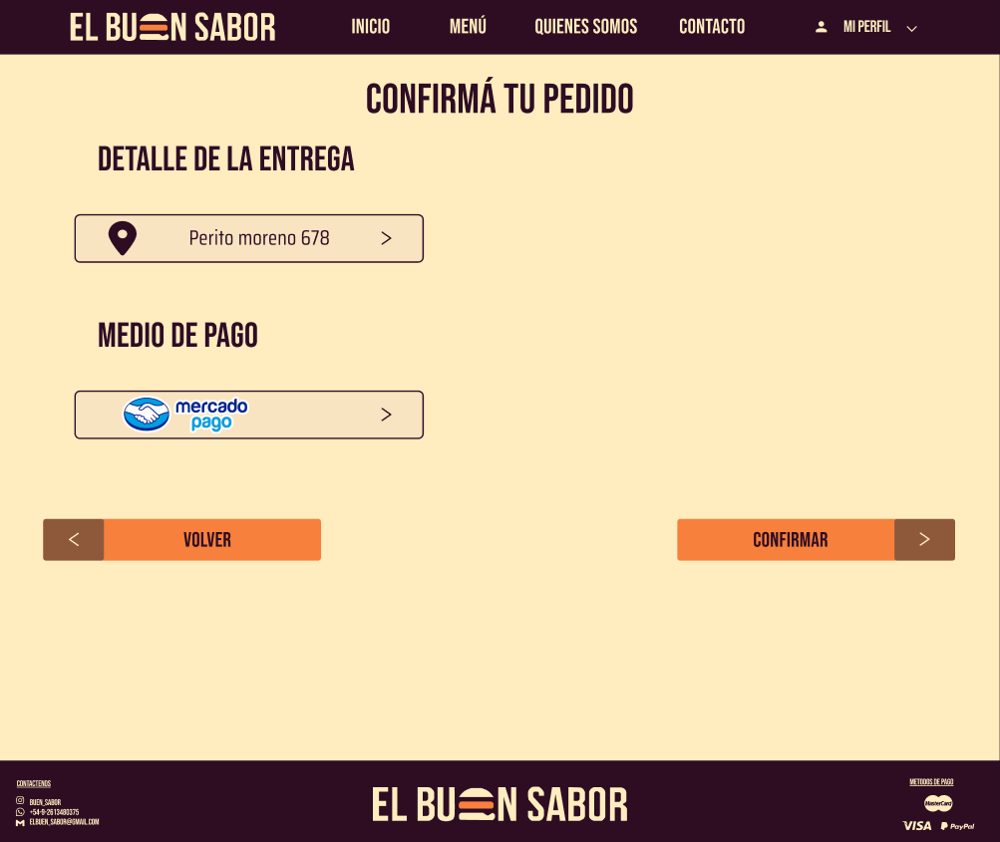 EL BUEN SABOR
INICIO
MENÚ
QUIENES SOMOS
CONTACTO
MI PERFIL
CONFIRMÁ TU PEDIDO
DETALLE DE LA ENTREGA
Perito moreno 678
MEDIO DE PAGO
mercado
pago
VOLVER
CONFIRMAR
CONTACTENOS
BUEN_SABOR
+54-9-2613480375
ELBUEN_SABOR@GMAIL.COM
EL BUEN SABOR
METODOS DE PAGO
MasterCard
VISA
PayPal